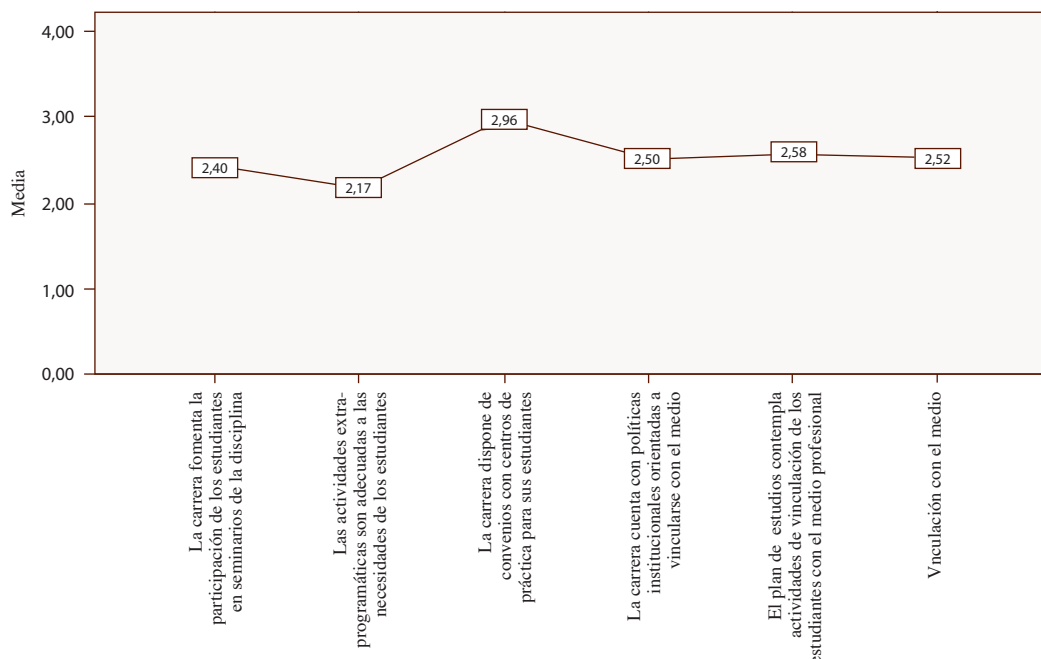 4,00
3,00
2,00
1,00
0,00
Media
2,40
2,17
2,96
2,50
2,58
2,52
La carrera fomenta la
participación de los estudiantes
en seminarios de la disciplina
Las actividades extra-
programáticas son adecuadas a las
necesidades de los estudiantes
La carrera dispone de
convenios con centros de
práctica para sus estudiantes
La carrera cuenta con políticas
institucionales orientadas a
vincularse con el medio
El plan de estudios contempla
actividades de vinculación de los
estudiantes con el medio profesional
Vnculación con el medio